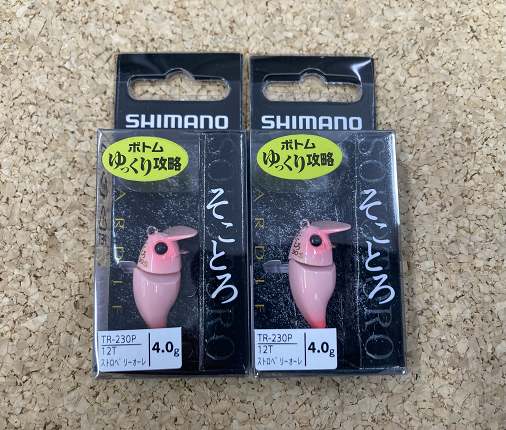 SHIMANO
ボトム
ゆっくり攻略
そことろ
TR-230P
12T
ストロベリーオーレ
4.0g
SHIMANO
ボトム
ゆっくり攻略
そことろ
TR-230P
12T
ストロベリーオーレ
4.0g